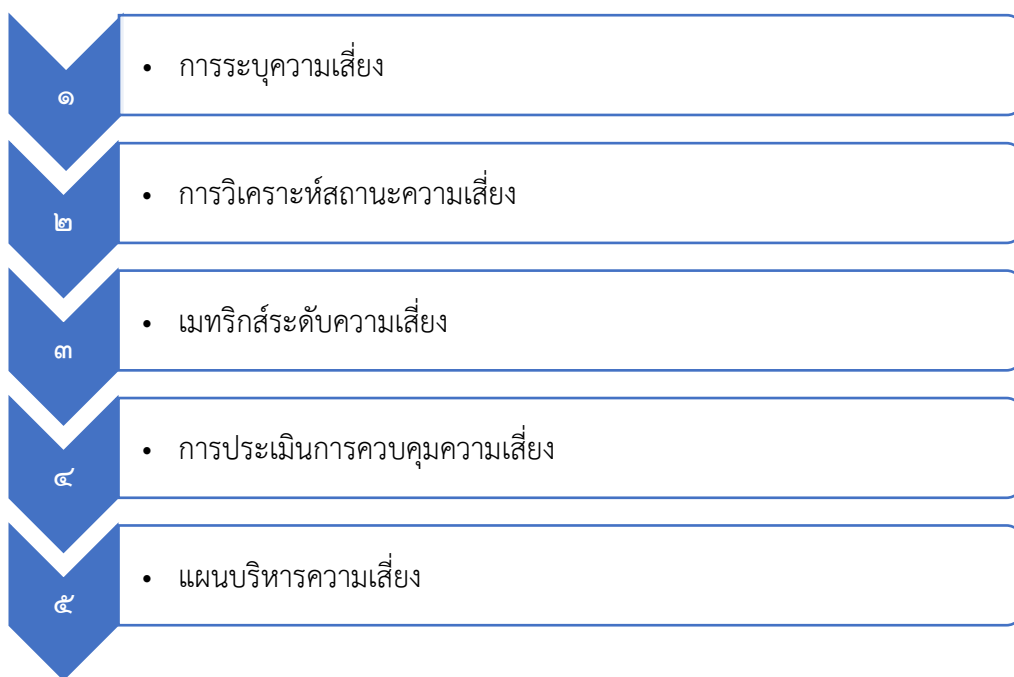 ๑
• การระบุความเสี่ยง
๒
• การวิเคราะห์สถานะความเสี่ยง
๓
• เมทริกส์ระดับความเสี่ยง
๔
• การประเมินการควบคุมความเสี่ยง
๕
• แผนบริหารความเสี่ยง